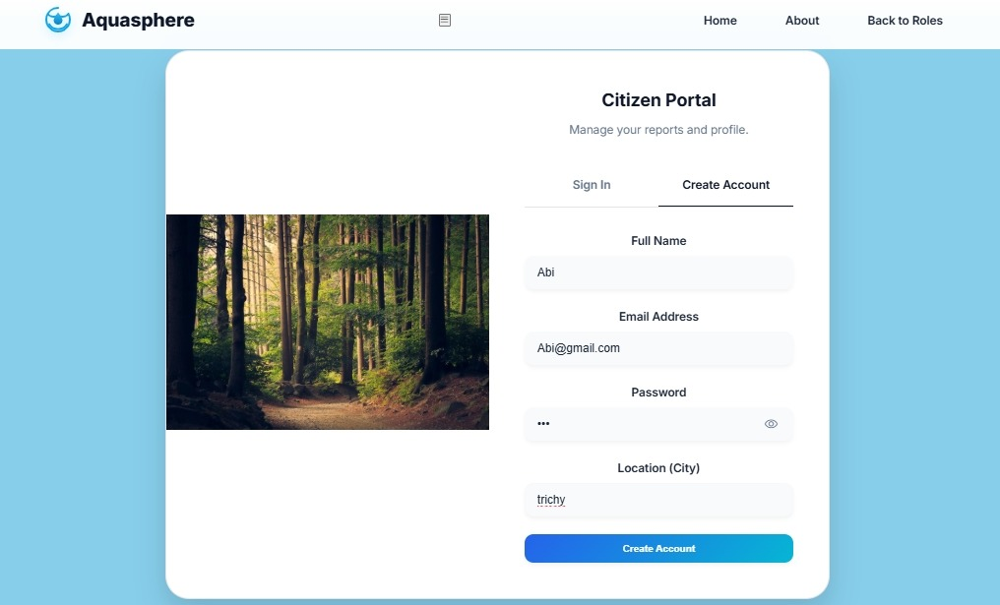 Aquasphere
Home About Back to Roles
Citizen Portal
Manage your reports and profile.
Sign In Create Account
Full Name
Abi
Email Address
Abi@gmail.com
Password
•••
Location (City)
trichy
Create Account